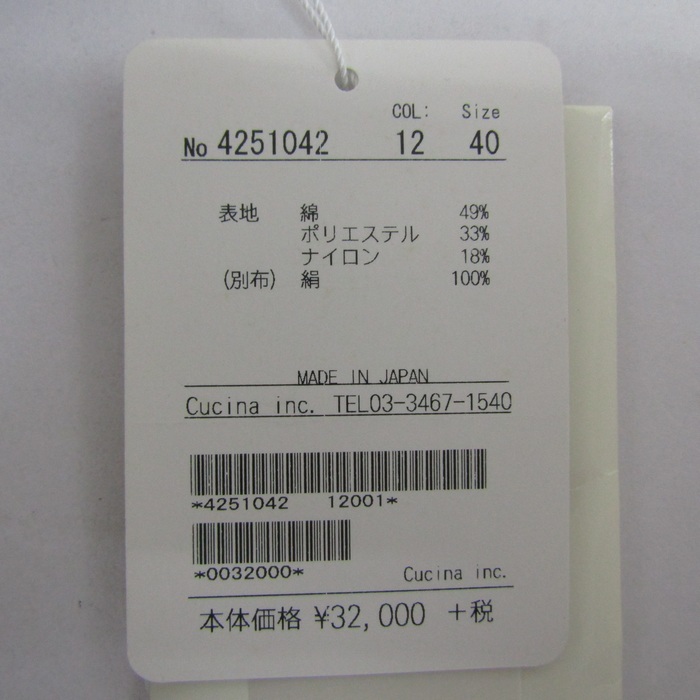 COL: Size
No 4251042 12 40
表地 綿 49%
ポリエステル 33%
ナイロン 18%
(別布) 絹 100%
MADE IN JAPAN
Cucina inc. TEL03-3467-1540
*4251042 12001*
*0032000*
Cucina inc.
本体価格 ¥32,000 +税